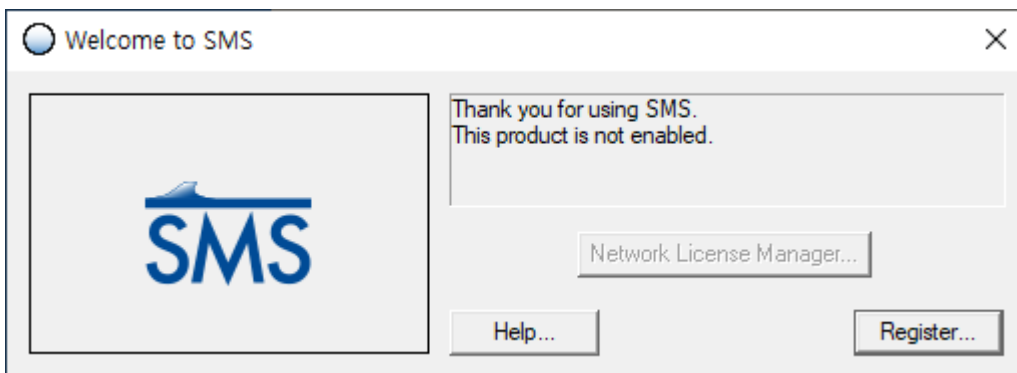 Welcome to SMS
Thank you for using SMS.
This product is not enabled.
SMS
Network License Manager...
Help...
Register...